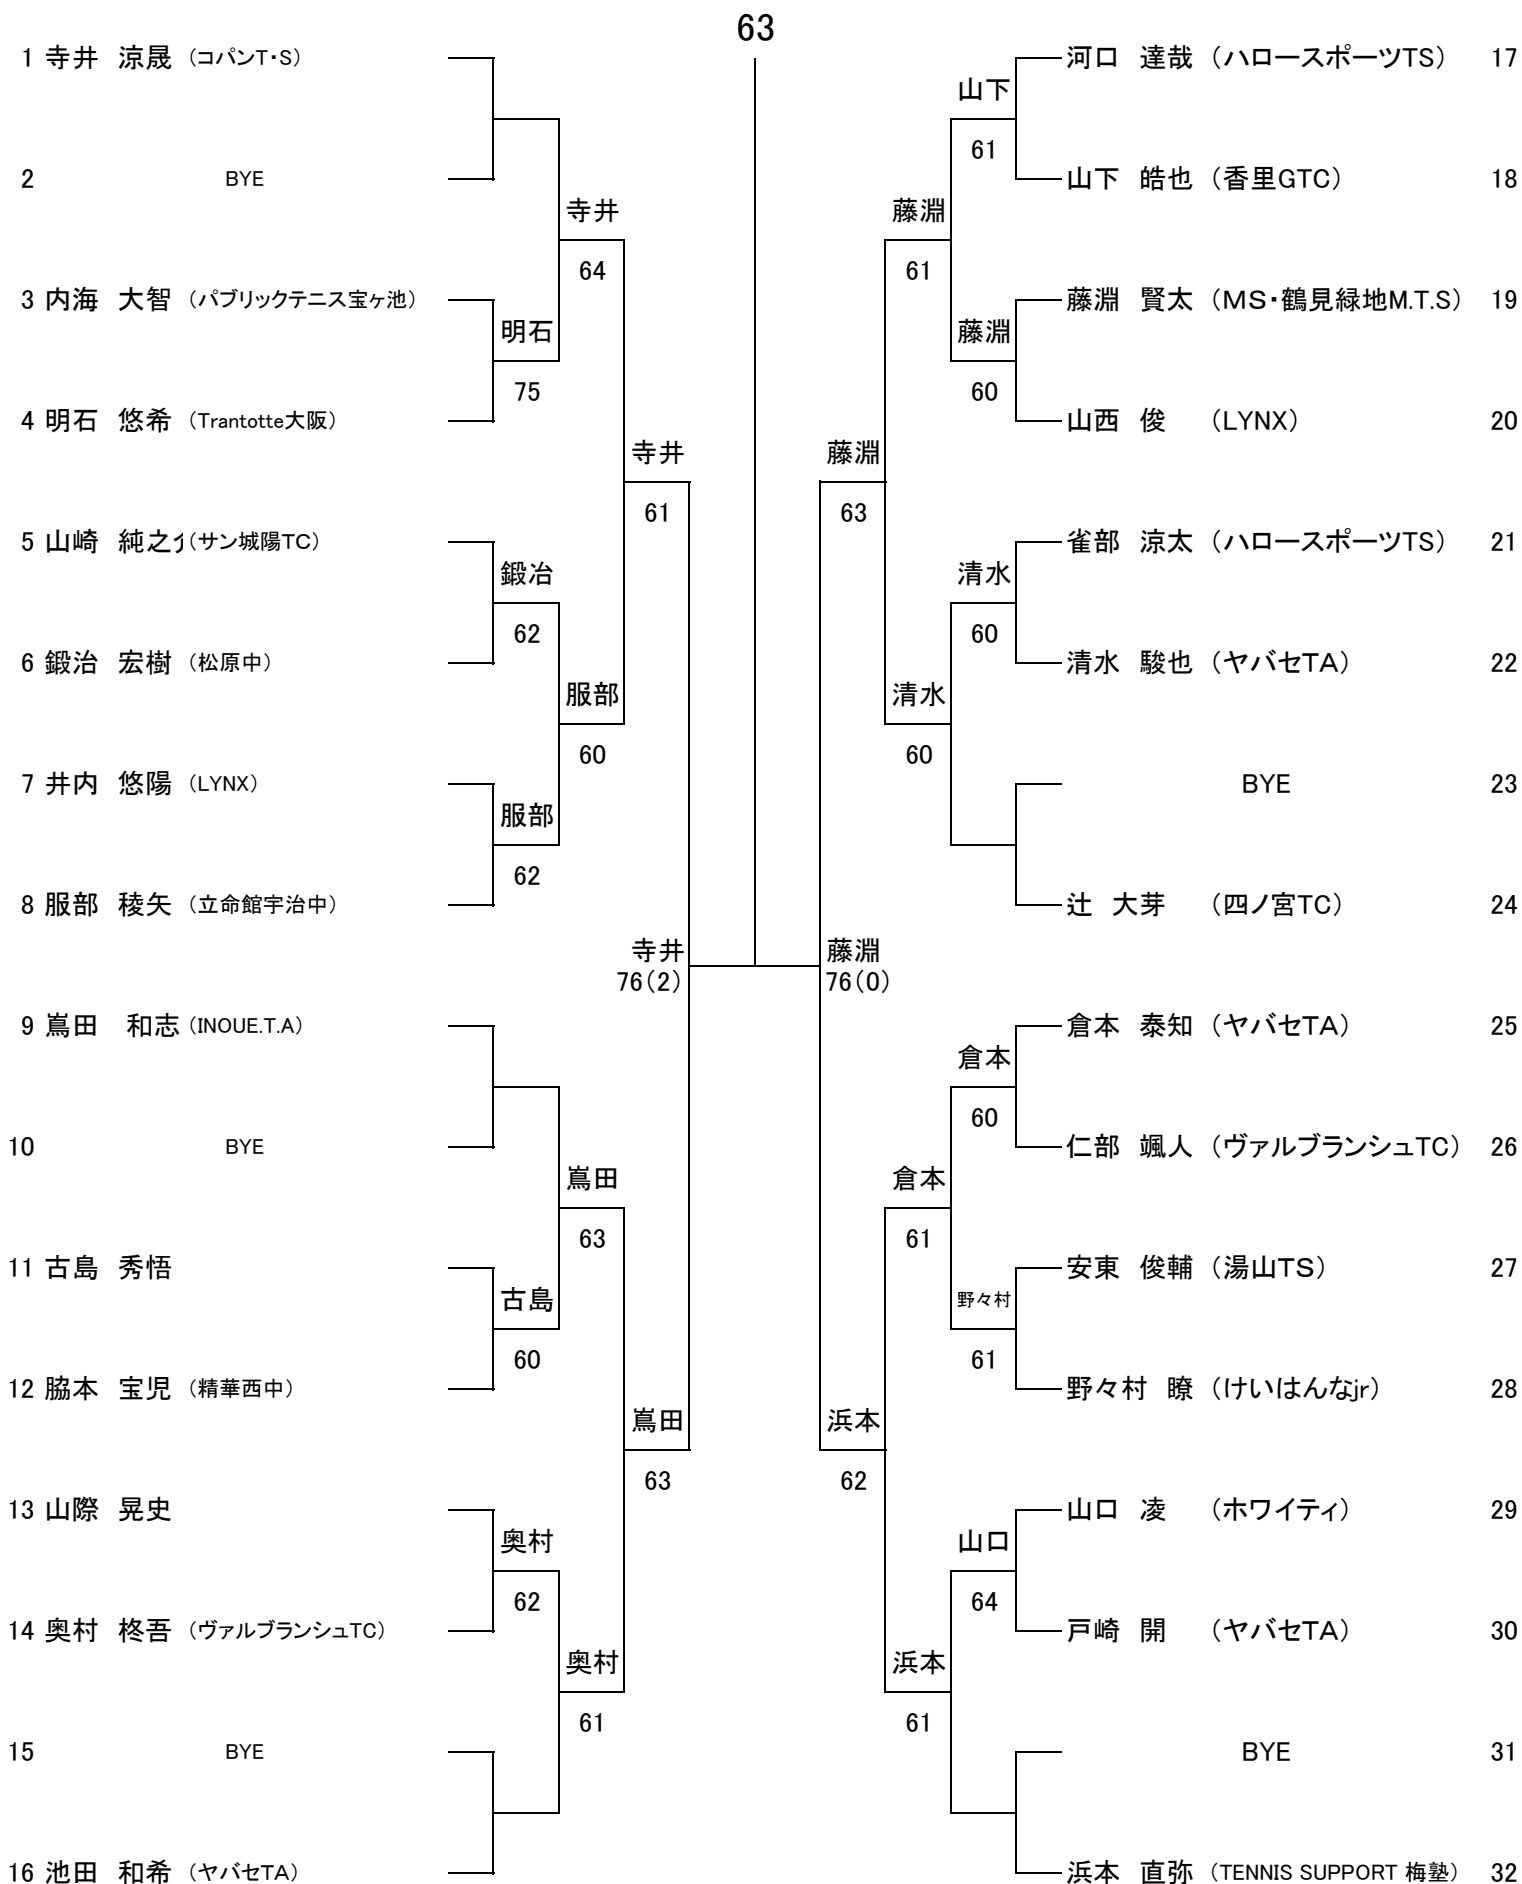 63
1 寺井 涼晟 (コパンT・S)
2 BYE
寺井
64
3 内海 大智 (パブリックテニス宝ヶ池)
明石
75
4 明石 悠希 (Trantotte大阪)
寺井
61
5 山崎 純之 (サン城陽TC)
鍛冶
62
6 鍛治 宏樹 (松原中)
服部
60
7 井内 悠陽 (LYNX)
服部
62
8 服部 稜矢 (立命館宇治中)
寺井
76(2)
9 嶌田 和志 (INOUE.T.A)
10 BYE
嶌田
63
11 古島 秀悟
古島
60
12 脇本 宝児 (精華西中)
嶌田
63
13 山際 晃史
奥村
62
14 奥村 柊吾 (ヴァルブランシュTC)
奥村
61
15 BYE
16 池田 和希 (ヤバセTA)
河口 達哉 (ハロースポーツTS) 17
山下
61
山下 皓也 (香里GTC) 18
藤淵
61
藤淵 賢太 (MS・鶴見緑地M.T.S) 19
藤淵
60
山西 俊 (LYNX) 20
藤淵
63
雀部 涼太 (ハロースポーツTS) 21
清水
60
清水 駿也 (ヤバセTA) 22
清水
60
BYE 23
辻 大芽 (四ノ宮TC) 24
藤淵
76(0)
倉本 泰知 (ヤバセTA) 25
倉本
60
仁部 颯人 (ヴァルブランシュTC) 26
倉本
61
安東 俊輔 (湯山TS) 27
野々村
61
野々村 瞭 (けいはんなjr) 28
浜本
62
山口 凌 (ホワイティ) 29
山口
64
戸崎 開 (ヤバセTA) 30
浜本
61
BYE 31
浜本 直弥 (TENNIS SUPPORT 梅塾) 32